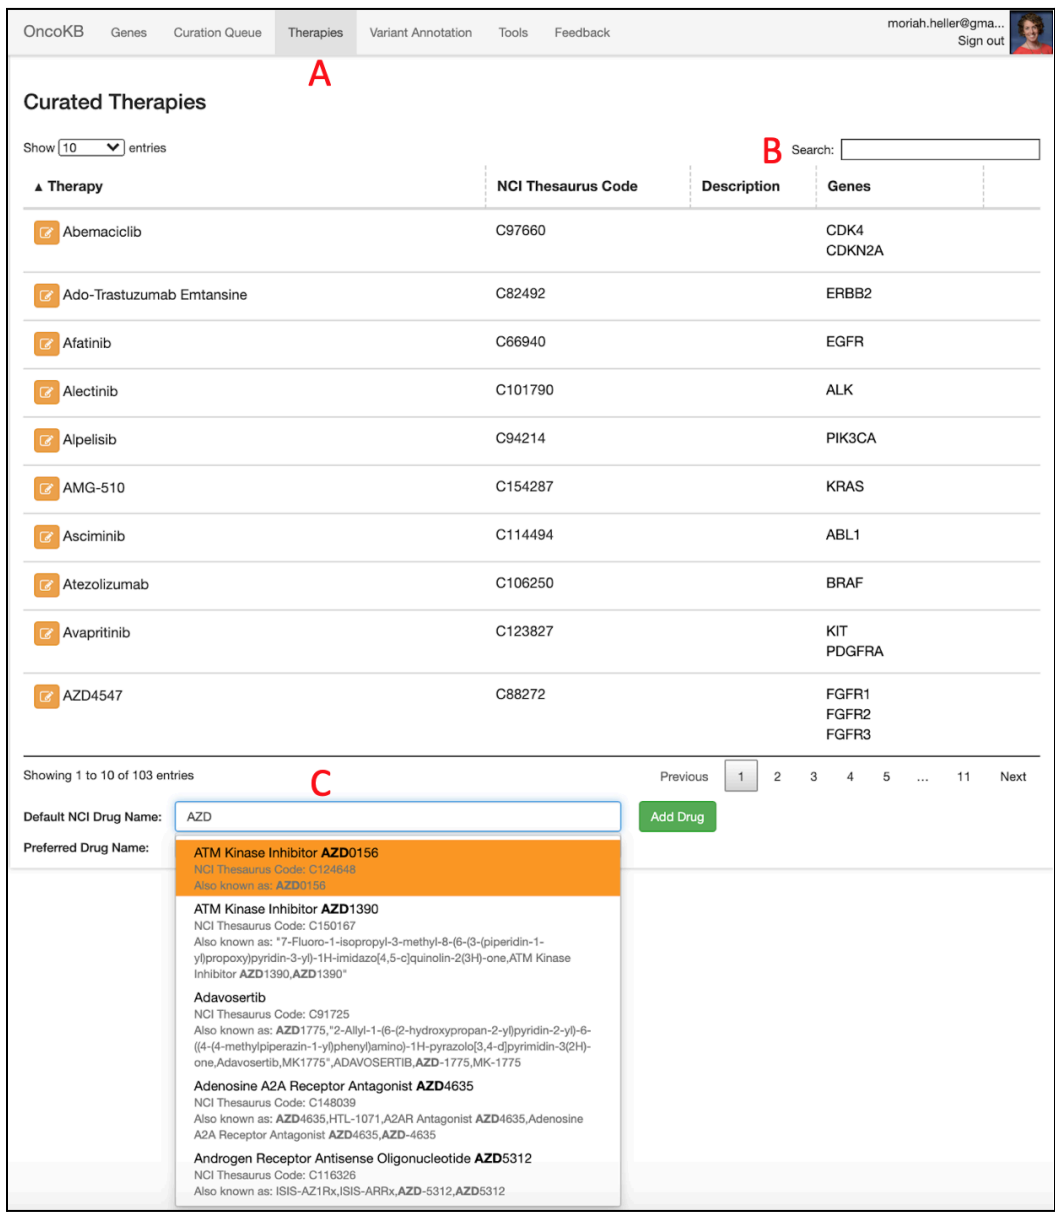 OncoKB Genes Curation Queue Therapies Variant Annotation Tools Feedback moriah.heller@gma...
Sign out
A
Curated Therapies
Show 10 entries B Search:
▲ Therapy NCI Thesaurus Code Description Genes
Abemaciclib C97660 CDK4
CDKN2A
Ado-Trastuzumab Emtansine C82492 ERBB2
Afatinib C66940 EGFR
Alectinib C101790 ALK
Alpelisib C94214 PIK3CA
AMG-510 C154287 KRAS
Asciminib C114494 ABL1
Atezolizumab C106250 BRAF
Avapritinib C123827 KIT
PDGFRA
AZD4547 C88272 FGFR1
FGFR2
FGFR3
Showing 1 to 10 of 103 entries C Previous 1 2 3 4 5 ... 11 Next
Default NCI Drug Name: AZD Add Drug
Preferred Drug Name:
ATM Kinase Inhibitor AZD0156
NCI Thesaurus Code: C124648
Also known as: AZD0156
ATM Kinase Inhibitor AZD1390
NCI Thesaurus Code: C150167
Also known as: "7-Fluoro-1-isopropyl-3-methyl-8-(6-(3-(piperidin-1-
yl)propoxy)pyridin-3-yl)-1H-imidazo[4,5-c]quinolin-2(3H)-one,ATM Kinase
Inhibitor AZD1390,AZD1390"
Adavosertib
NCI Thesaurus Code: C91725
Also known as: AZD1775,"2-Allyl-1-(6-(2-hydroxypropan-2-yl)pyridin-2-yl)-6-
((4-(4-methylpiperazin-1-yl)phenyl)amino)-1H-pyrazolo[3,4-d]pyrimidin-3(2H)-
one,Adavosertib,MK1775",ADAVOSERTIB,AZD-1775,MK-1775
Adenosine A2A Receptor Antagonist AZD4635
NCI Thesaurus Code: C148039
Also known as: AZD4635,HTL-1071,A2AR Antagonist AZD4635,Adenosine
A2A Receptor Antagonist AZD4635,AZD-4635
Androgen Receptor Antisense Oligonucleotide AZD5312
NCI Thesaurus Code: C116326
Also known as: ISIS-AZ1Rx,ISIS-ARRx,AZD-5312,AZD5312